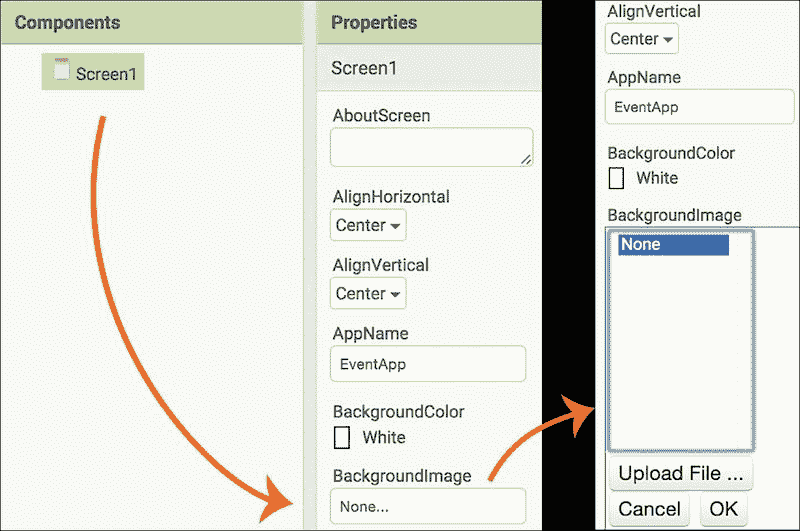 Components
Screen1
Properties
Screen1
AboutScreen
AlignHorizontal
Center
AlignVertical
Center
AppName
EventApp
BackgroundColor
White
BackgroundImage
None...
AlignVertical
Center
AppName
EventApp
BackgroundColor
White
BackgroundImage
None
Upload File ...
Cancel OK